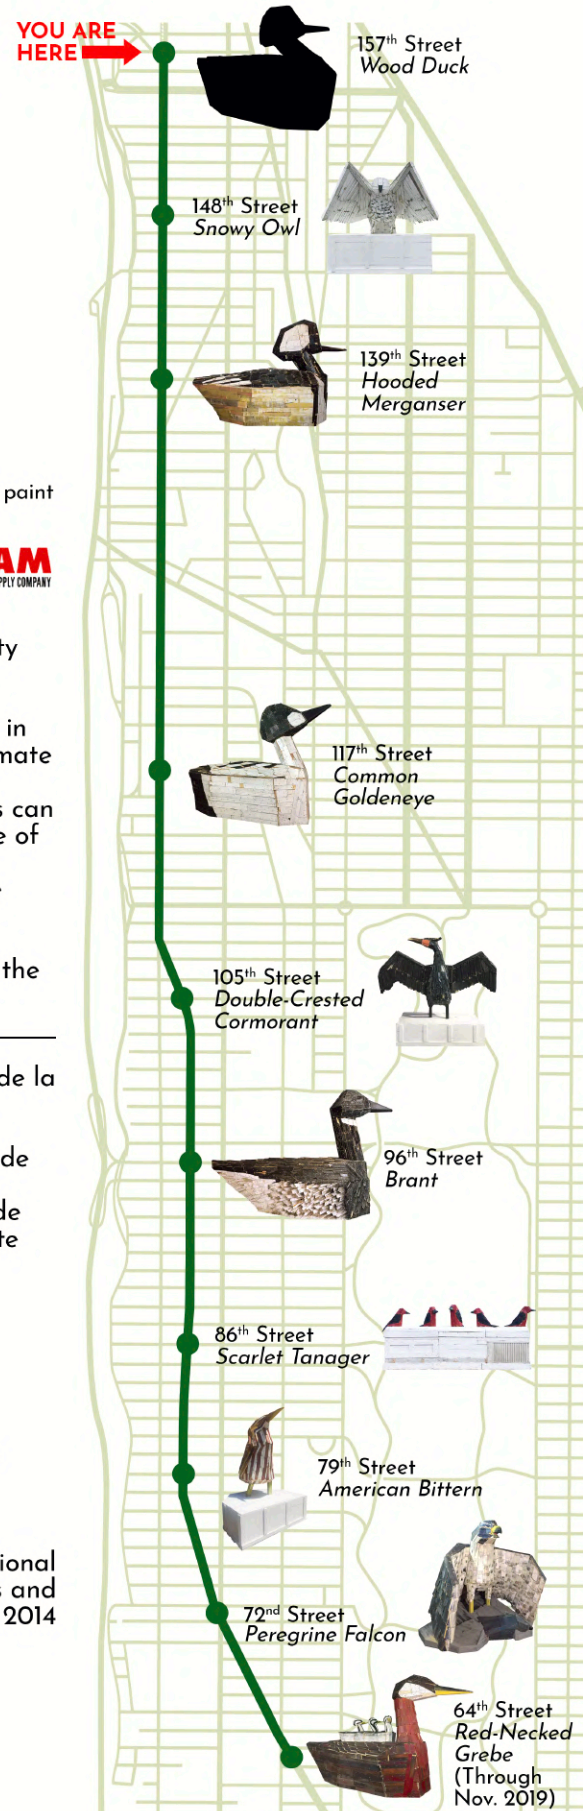 YOU ARE
HERE
157th Street
Wood Duck
148th Street
Snowy Owl
139th Street
Hooded
Merganser
paint
AM
PPLY COMPANY
ty
in
mate
s can
e of
the
117th Street
Common
Goldeneye
105th Street
Double-Crested
Cormorant
de la
de
de
te
96th Street
Brant
86th Street
Scarlet Tanager
79th Street
American Bittern
ional
s and
2014
72nd Street
Peregrine Falcon
64th Street
Red-Necked
Grebe
(Through
Nov. 2019)